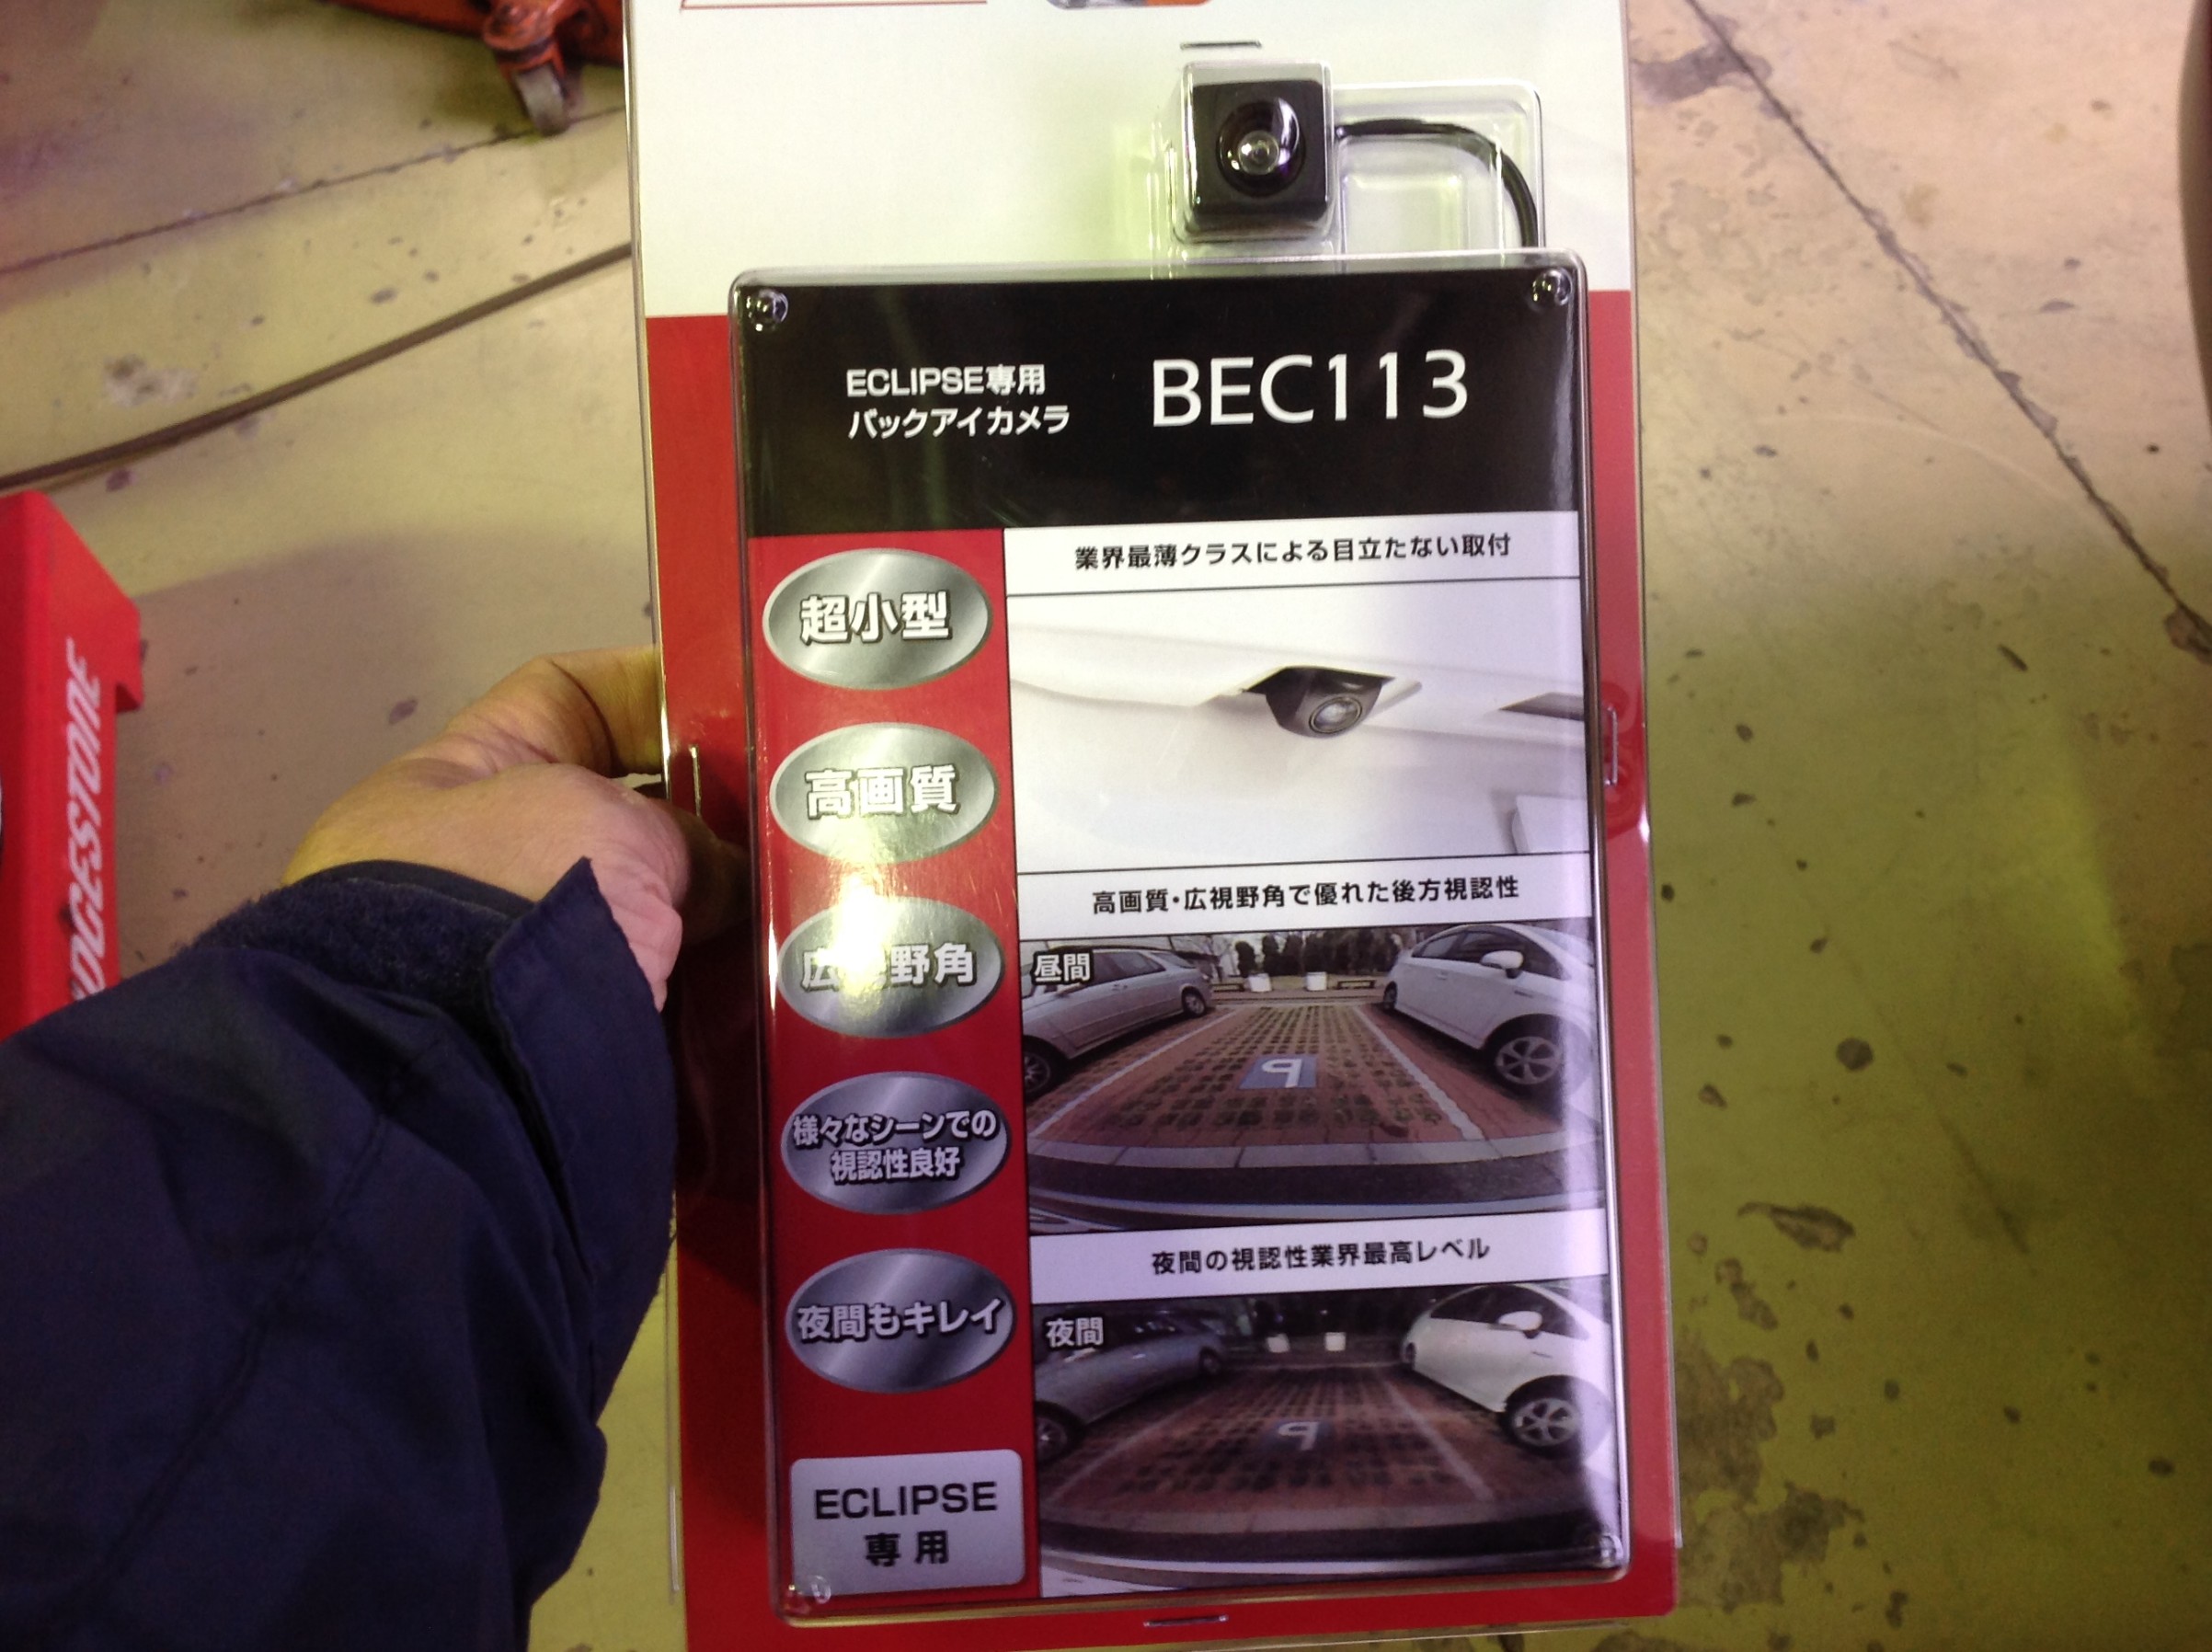 ECLIPSE専用
バックアイカメラ
BEC113
超小型
高画質
広視野角
様々なシーンでの
視認性良好
夜間もキレイ
ECLIPSE
専用
業界最薄クラスによる目立たない取付
高画質・広視野角で優れた後方視認性
昼間
P
夜間の視認性業界最高レベル
夜間
P